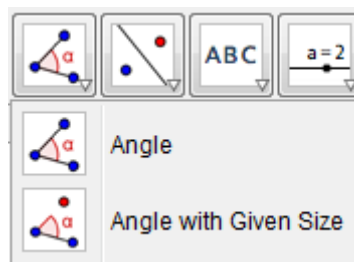 α ABC a = 2
α Angle
α Angle with Given Size